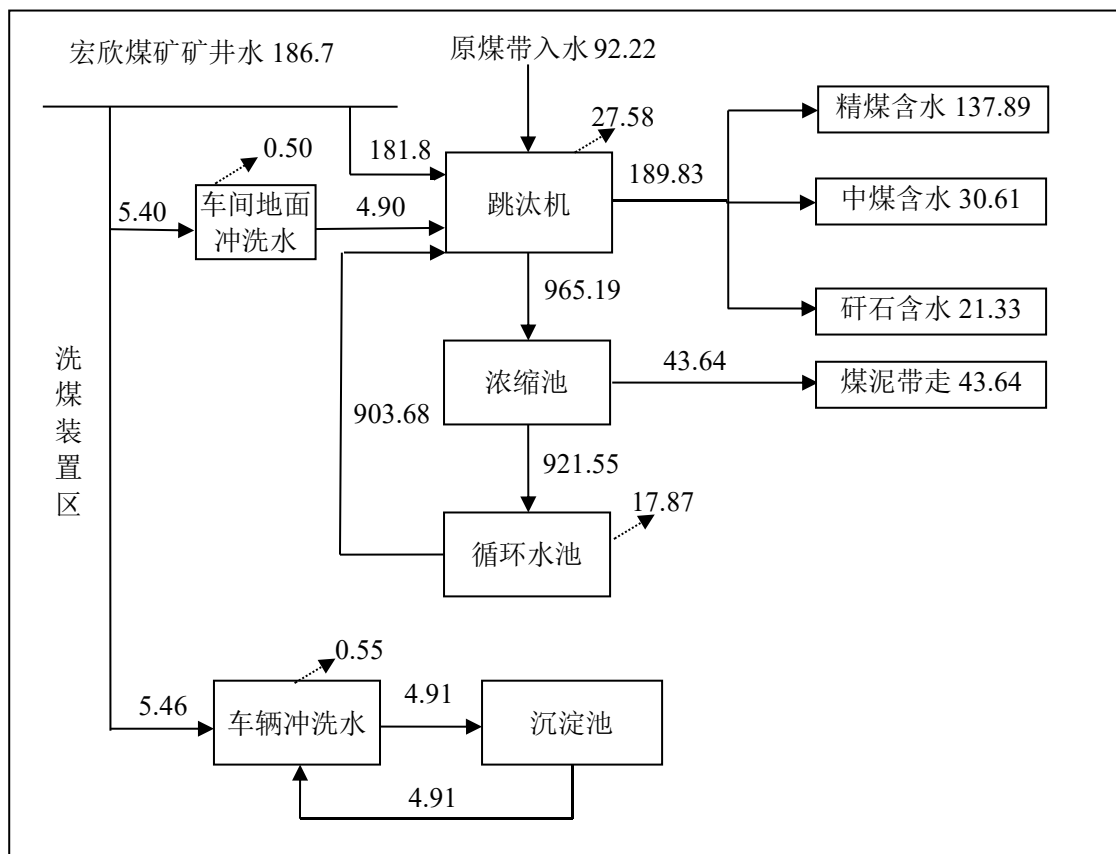 宏欣煤矿矿井水 186.7
原煤带入水 92.22
精煤含水 137.89
27.58
0.50
181.8
189.83
车间地面
冲洗水
5.40
4.90
跳汰机
中煤含水 30.61
965.19
矸石含水 21.33
洗煤装置区
浓缩池
43.64
煤泥带走 43.64
903.68
921.55
17.87
循环水池
0.55
5.46
车辆冲洗水
4.91
沉淀池
4.91